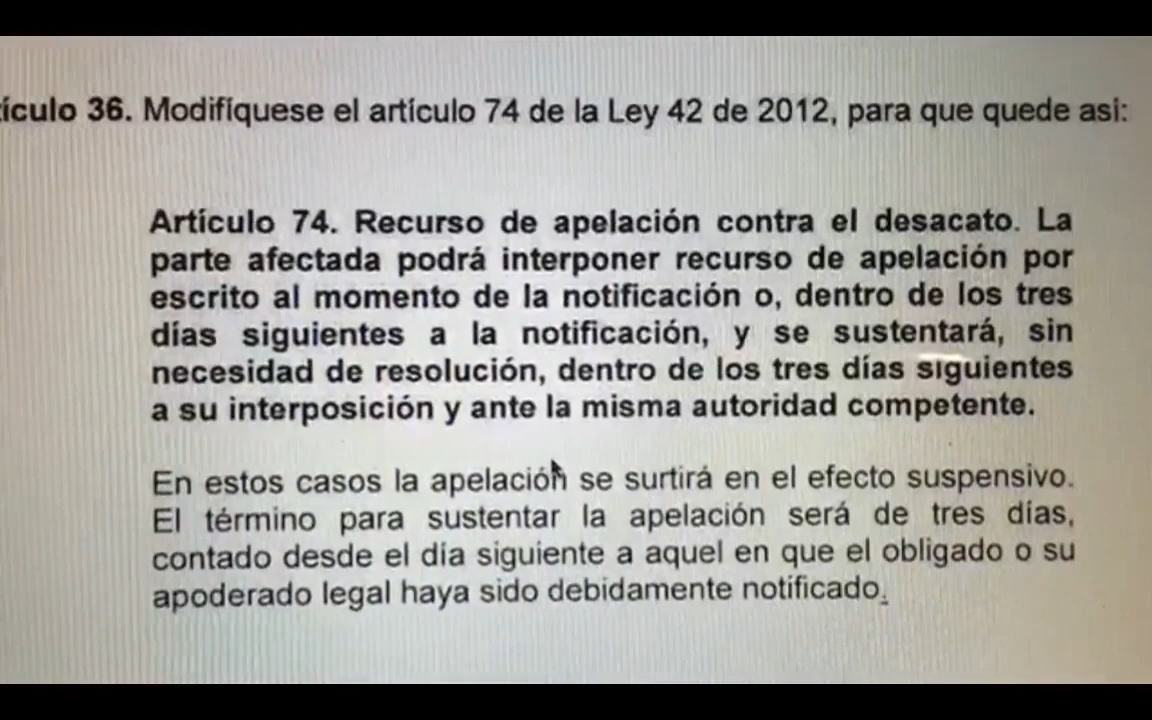 ículo 36. Modifíquese el artículo 74 de la Ley 42 de 2012, para que quede asi:
Artículo 74. Recurso de apelación contra el desacato. La
parte afectada podrá interponer recurso de apelación por
escrito al momento de la notificación o, dentro de los tres
días siguientes a la notificación, y se sustentará, sin
necesidad de resolución, dentro de los tres días siguientes
a su interposición y ante la misma autoridad competente.
En estos casos la apelación se surtirá en el efecto suspensivo.
El término para sustentar la apelación será de tres días,
contado desde el día siguiente a aquel en que el obligado o su
apoderado legal haya sido debidamente notificado.